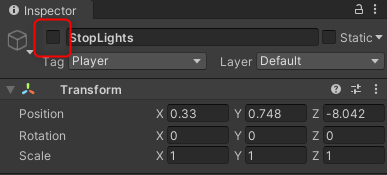 Inspector
StopLights Static
Tag Player Layer Default
Transform
Position X 0.33 Y 0.748 Z -8.042
Rotation X 0 Y 0 Z 0
Scale X 1 Y 1 Z 1